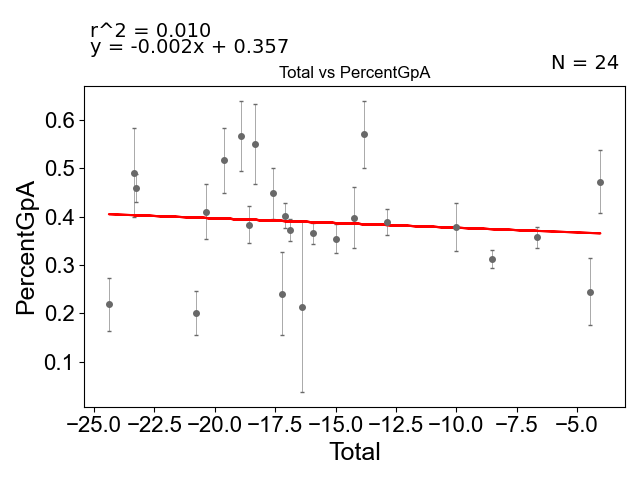 r^2 = 0.010
y = -0.002x + 0.357
N = 24
Total vs PercentGpA
PercentGpA
0.6
0.5
0.4
0.3
0.2
0.1
−25.0 −22.5 −20.0 −17.5 −15.0 −12.5 −10.0 −7.5 −5.0
Total